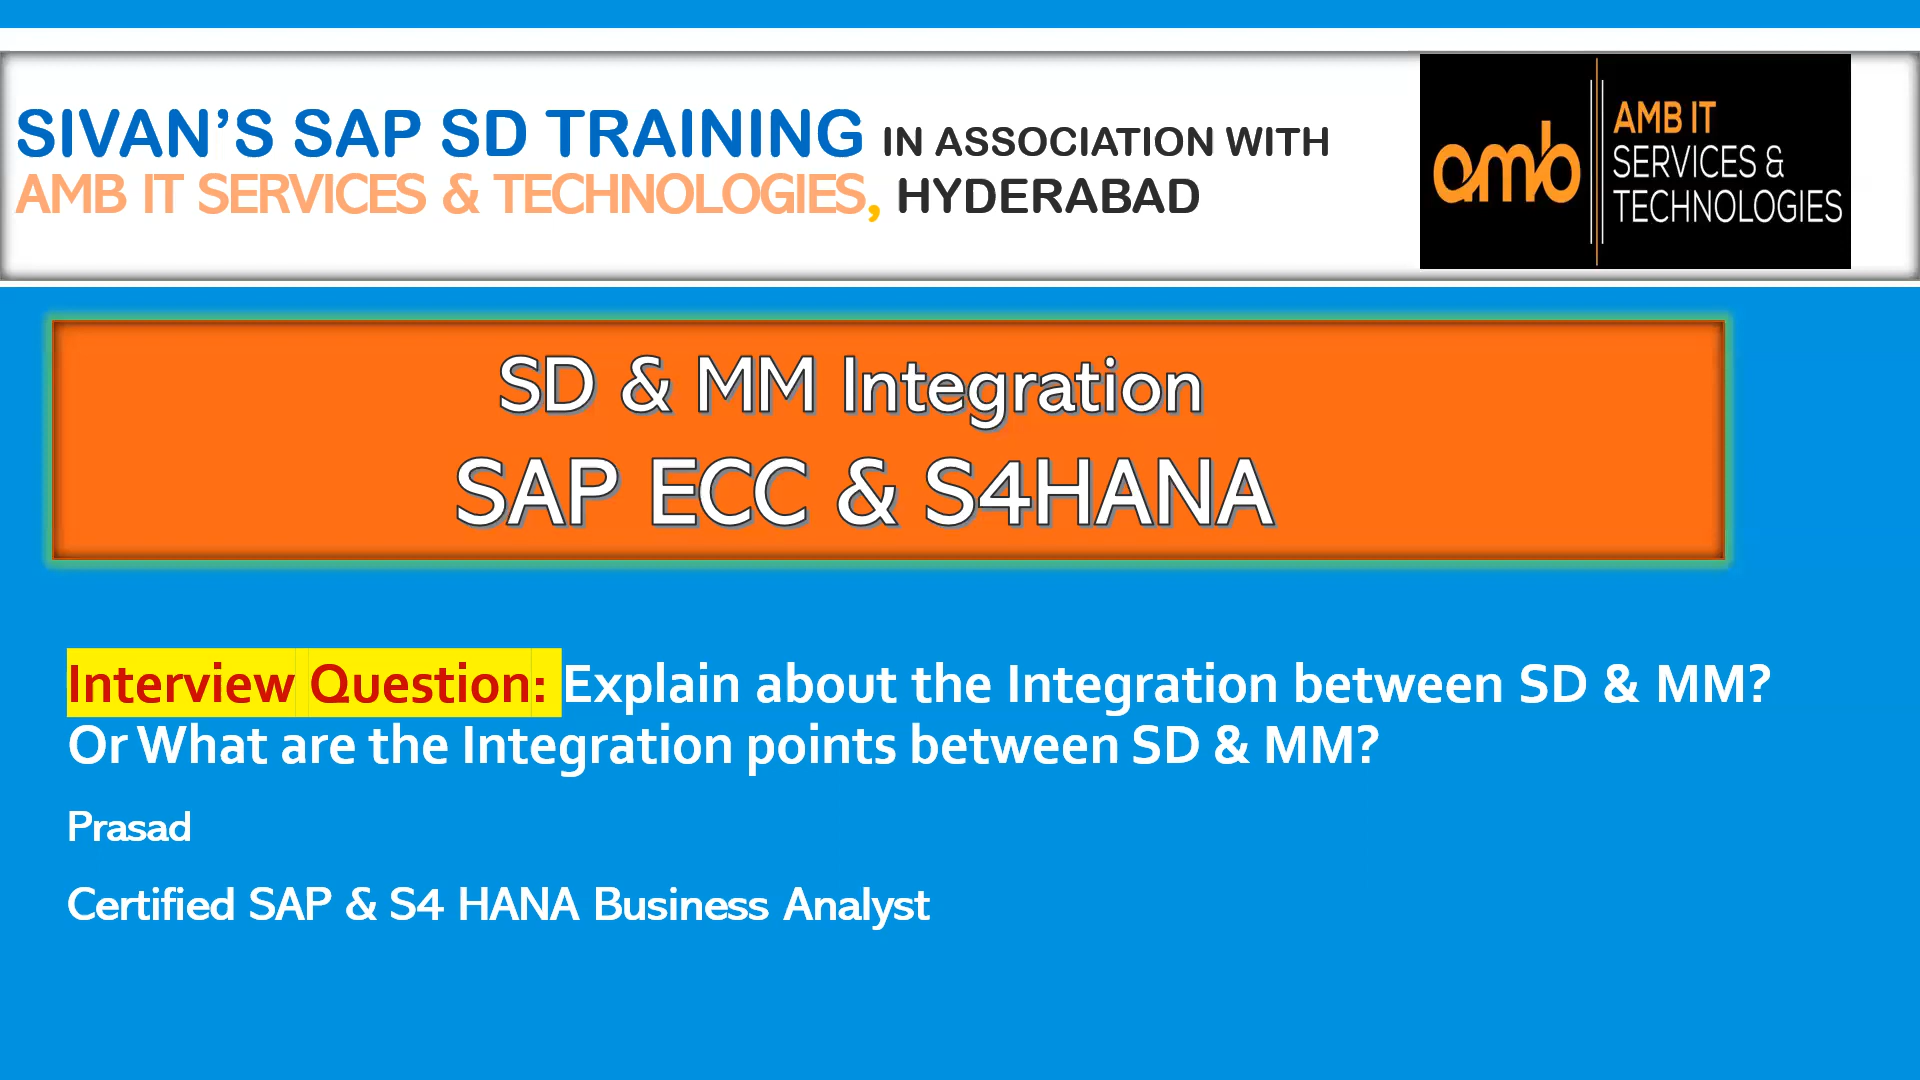 SIVAN’S SAP SD TRAINING IN ASSOCIATION WITH
AMB IT SERVICES & TECHNOLOGIES, HYDERABAD
amb
AMB IT
SERVICES &
TECHNOLOGIES
SD & MM Integration
SAP ECC & S4HANA
Interview Question: Explain about the Integration between SD & MM?
Or What are the Integration points between SD & MM?
Prasad
Certified SAP & S4 HANA Business Analyst